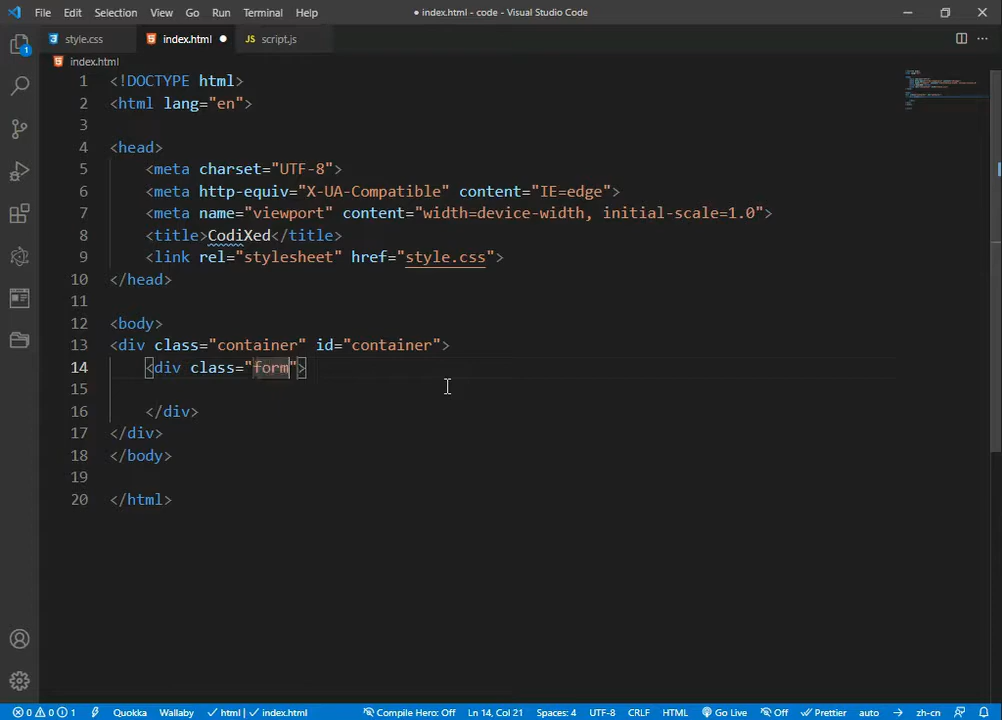 File Edit Selection View Go Run Terminal Help ● index.html - code - Visual Studio Code
style.css index.html ● JS script.js
index.html
1 <!DOCTYPE html>
2 <html lang="en">
3
4 <head>
5 <meta charset="UTF-8">
6 <meta http-equiv="X-UA-Compatible" content="IE=edge">
7 <meta name="viewport" content="width=device-width, initial-scale=1.0">
8 <title>CodiXed</title>
9 <link rel="stylesheet" href="style.css">
10 </head>
11
12 <body>
13 <div class="container" id="container">
14 <div class="form">
15
16 </div>
17 </div>
18 </body>
19
20 </html>
1
0 0 1 Quokka Wallaby ✓ html | ✓ index.html Compile Hero: Off Ln 14, Col 21 Spaces: 4 UTF-8 CRLF HTML Go Live Off Prettier auto → zh-cn